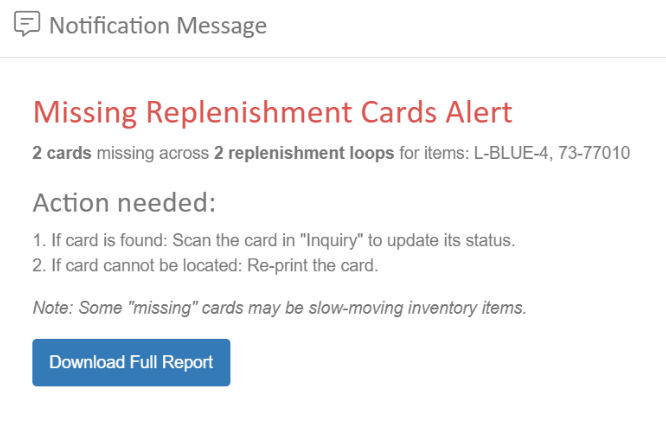 Notification Message
Missing Replenishment Cards Alert
2 cards missing across 2 replenishment loops for items: L-BLUE-4, 73-77010
Action needed:
1. If card is found: Scan the card in "Inquiry" to update its status.
2. If card cannot be located: Re-print the card.
Note: Some "missing" cards may be slow-moving inventory items.
Download Full Report